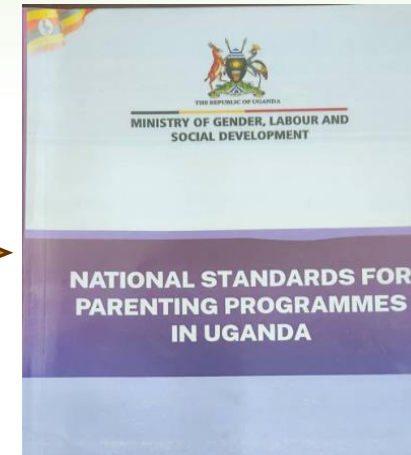 THE REPUBLIC OF UGANDA
MINISTRY OF GENDER, LABOUR AND
SOCIAL DEVELOPMENT
NATIONAL STANDARDS FOR
PARENTING PROGRAMMES
IN UGANDA